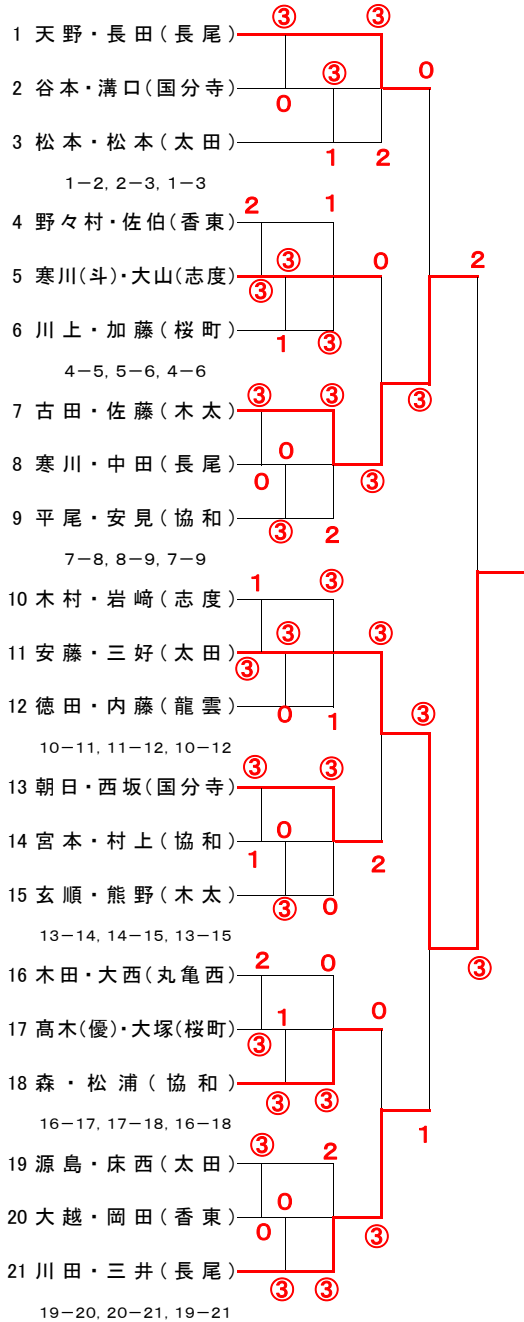 ③ ③
1 天野・長田(長尾)
0
2 谷本・溝口(国分寺) ③
0
3 松本・松本(太田)
1 2
1－2, 2－3, 1－3
2 1
4 野々村・佐伯(香東)
③ 0 2
5 寒川(斗)・大山(志度)
③
6 川上・加藤(桜町)
1 ③
4－5, 5－6, 4－6
③ ③ ③
7 古田・佐藤(木太)
0
8 寒川・中田(長尾)
0 ③
9 平尾・安見(協和)
③ 2
7－8, 8－9, 7－9
1 ③
10 木村・岩﨑(志度)
③ ③
11 安藤・三好(太田)
③
12 徳田・内藤(龍雲)
0 1 ③
10－11, 11－12, 10－12
③ ③
13 朝日・西坂(国分寺)
0
14 宮本・村上(協和)
1 2
15 玄順・熊野(木太)
③ 0
13－14, 14－15, 13－15
2 0 ③
16 木田・大西(丸亀西)
1 0
17 髙木(優)・大塚(桜町)
③
18 森・松浦(協和)
③ ③
16－17, 17－18, 16－18
1
③ 2
19 源島・床西(太田)
0
20 大越・岡田(香東)
0 ③
21 川田・三井(長尾)
③ ③
19－20, 20－21, 19－21